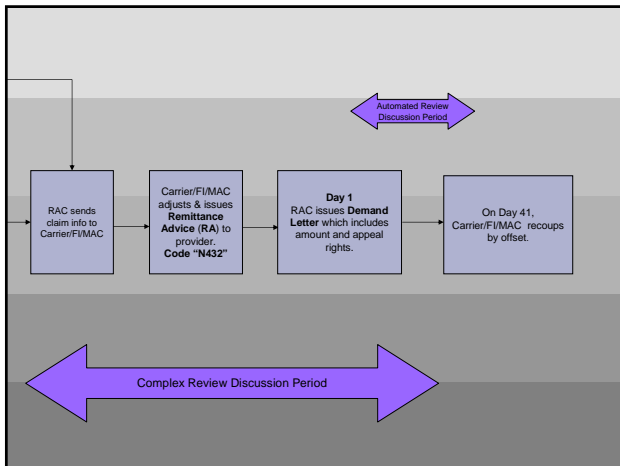 Automated Review
Discussion Period
RAC sends
claim info to
Carrier/FI/MAC
Carrier/FI/MAC
adjusts & issues
Remittance
Advice (RA) to
provider.
Code “N432”
Day 1
RAC issues Demand
Letter which includes
amount and appeal
rights.
On Day 41,
Carrier/FI/MAC recoups
by offset.
Complex Review Discussion Period